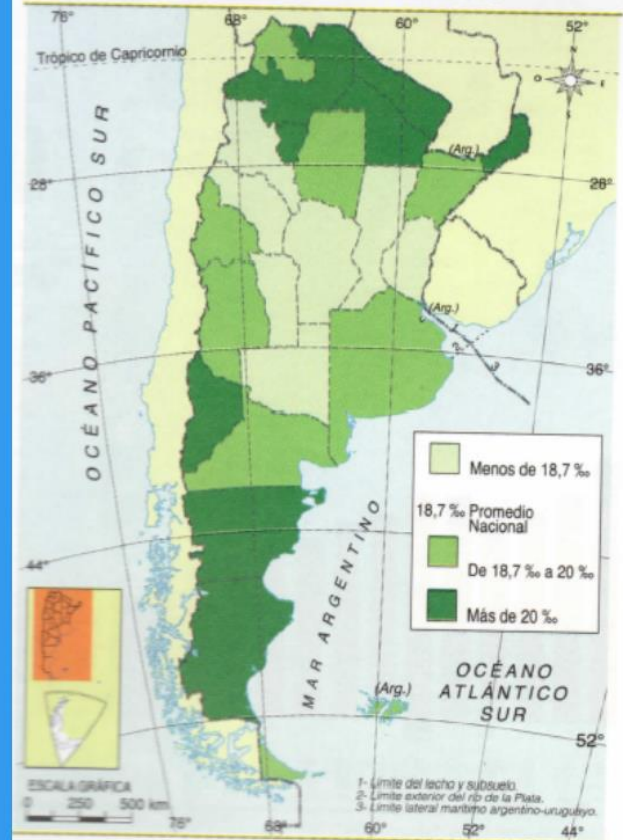 76°
68°
60°
52°
Trópico de Capricornio
N
O
E
S
(Arg.)
28°
28°
OCÉANO PACÍFICO SUR
(Arg.)
1
2
3
36°
36°
Menos de 18,7 ‰
18,7 ‰ Promedio
Nacional
De 18,7 ‰ a 20 ‰
Más de 20 ‰
44°
MAR ARGENTINO
(Arg.)
OCÉANO
ATLÁNTICO
SUR
52°
ESCALA GRÁFICA
0 250 500 km
1- Límite del lecho y subsuelo.
2- Límite exterior del río de la Plata.
3- Límite lateral marítimo argentino-uruguayo.
76°
68°
60°
52°
44°